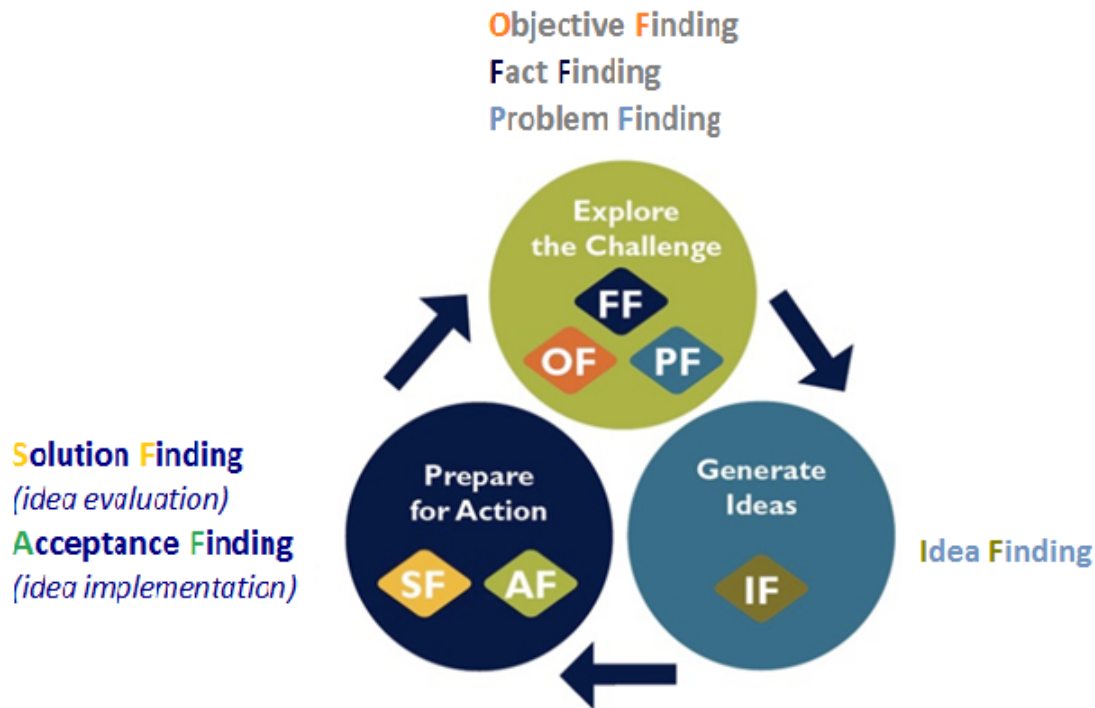 Objective Finding
Fact Finding
Problem Finding
Explore
the Challenge
FF
OF PF
Generate
Ideas
IF
Idea Finding
Prepare
for Action
SF AF
Solution Finding
(idea evaluation)
Acceptance Finding
(idea implementation)